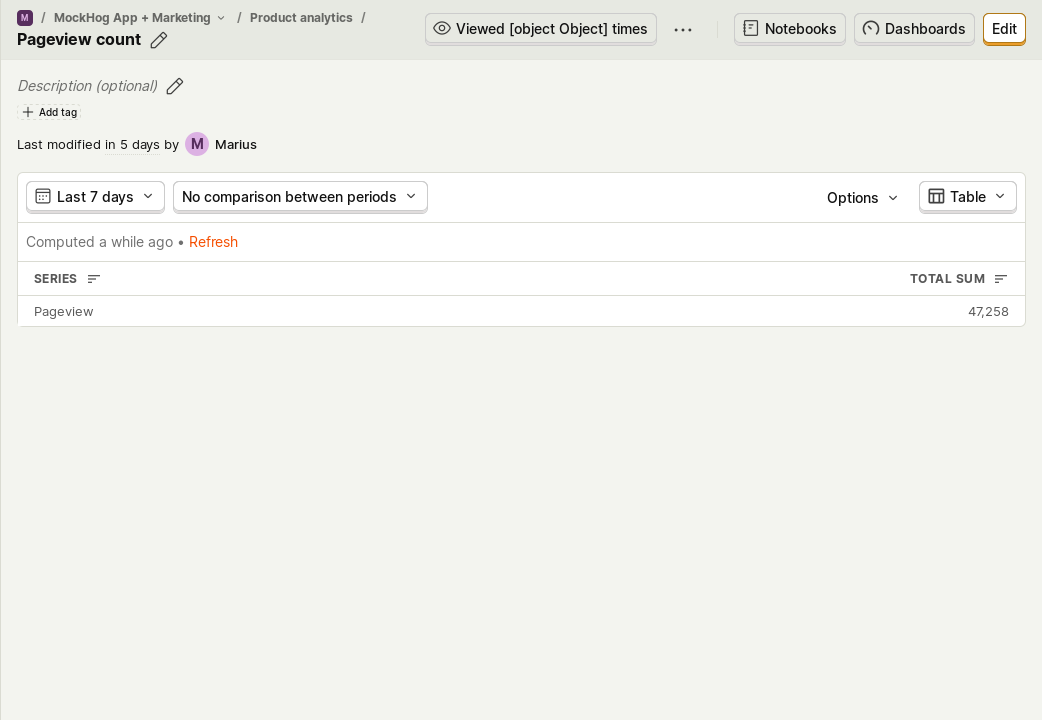 M / MockHog App + Marketing / Product analytics /
Pageview count
Viewed [object Object] times
Notebooks
Dashboards
Edit
Description (optional)
Add tag
Last modified in 5 days by M Marius
Last 7 days
No comparison between periods
Options
Table
Computed a while ago • Refresh
SERIES TOTAL SUM
Pageview 47,258